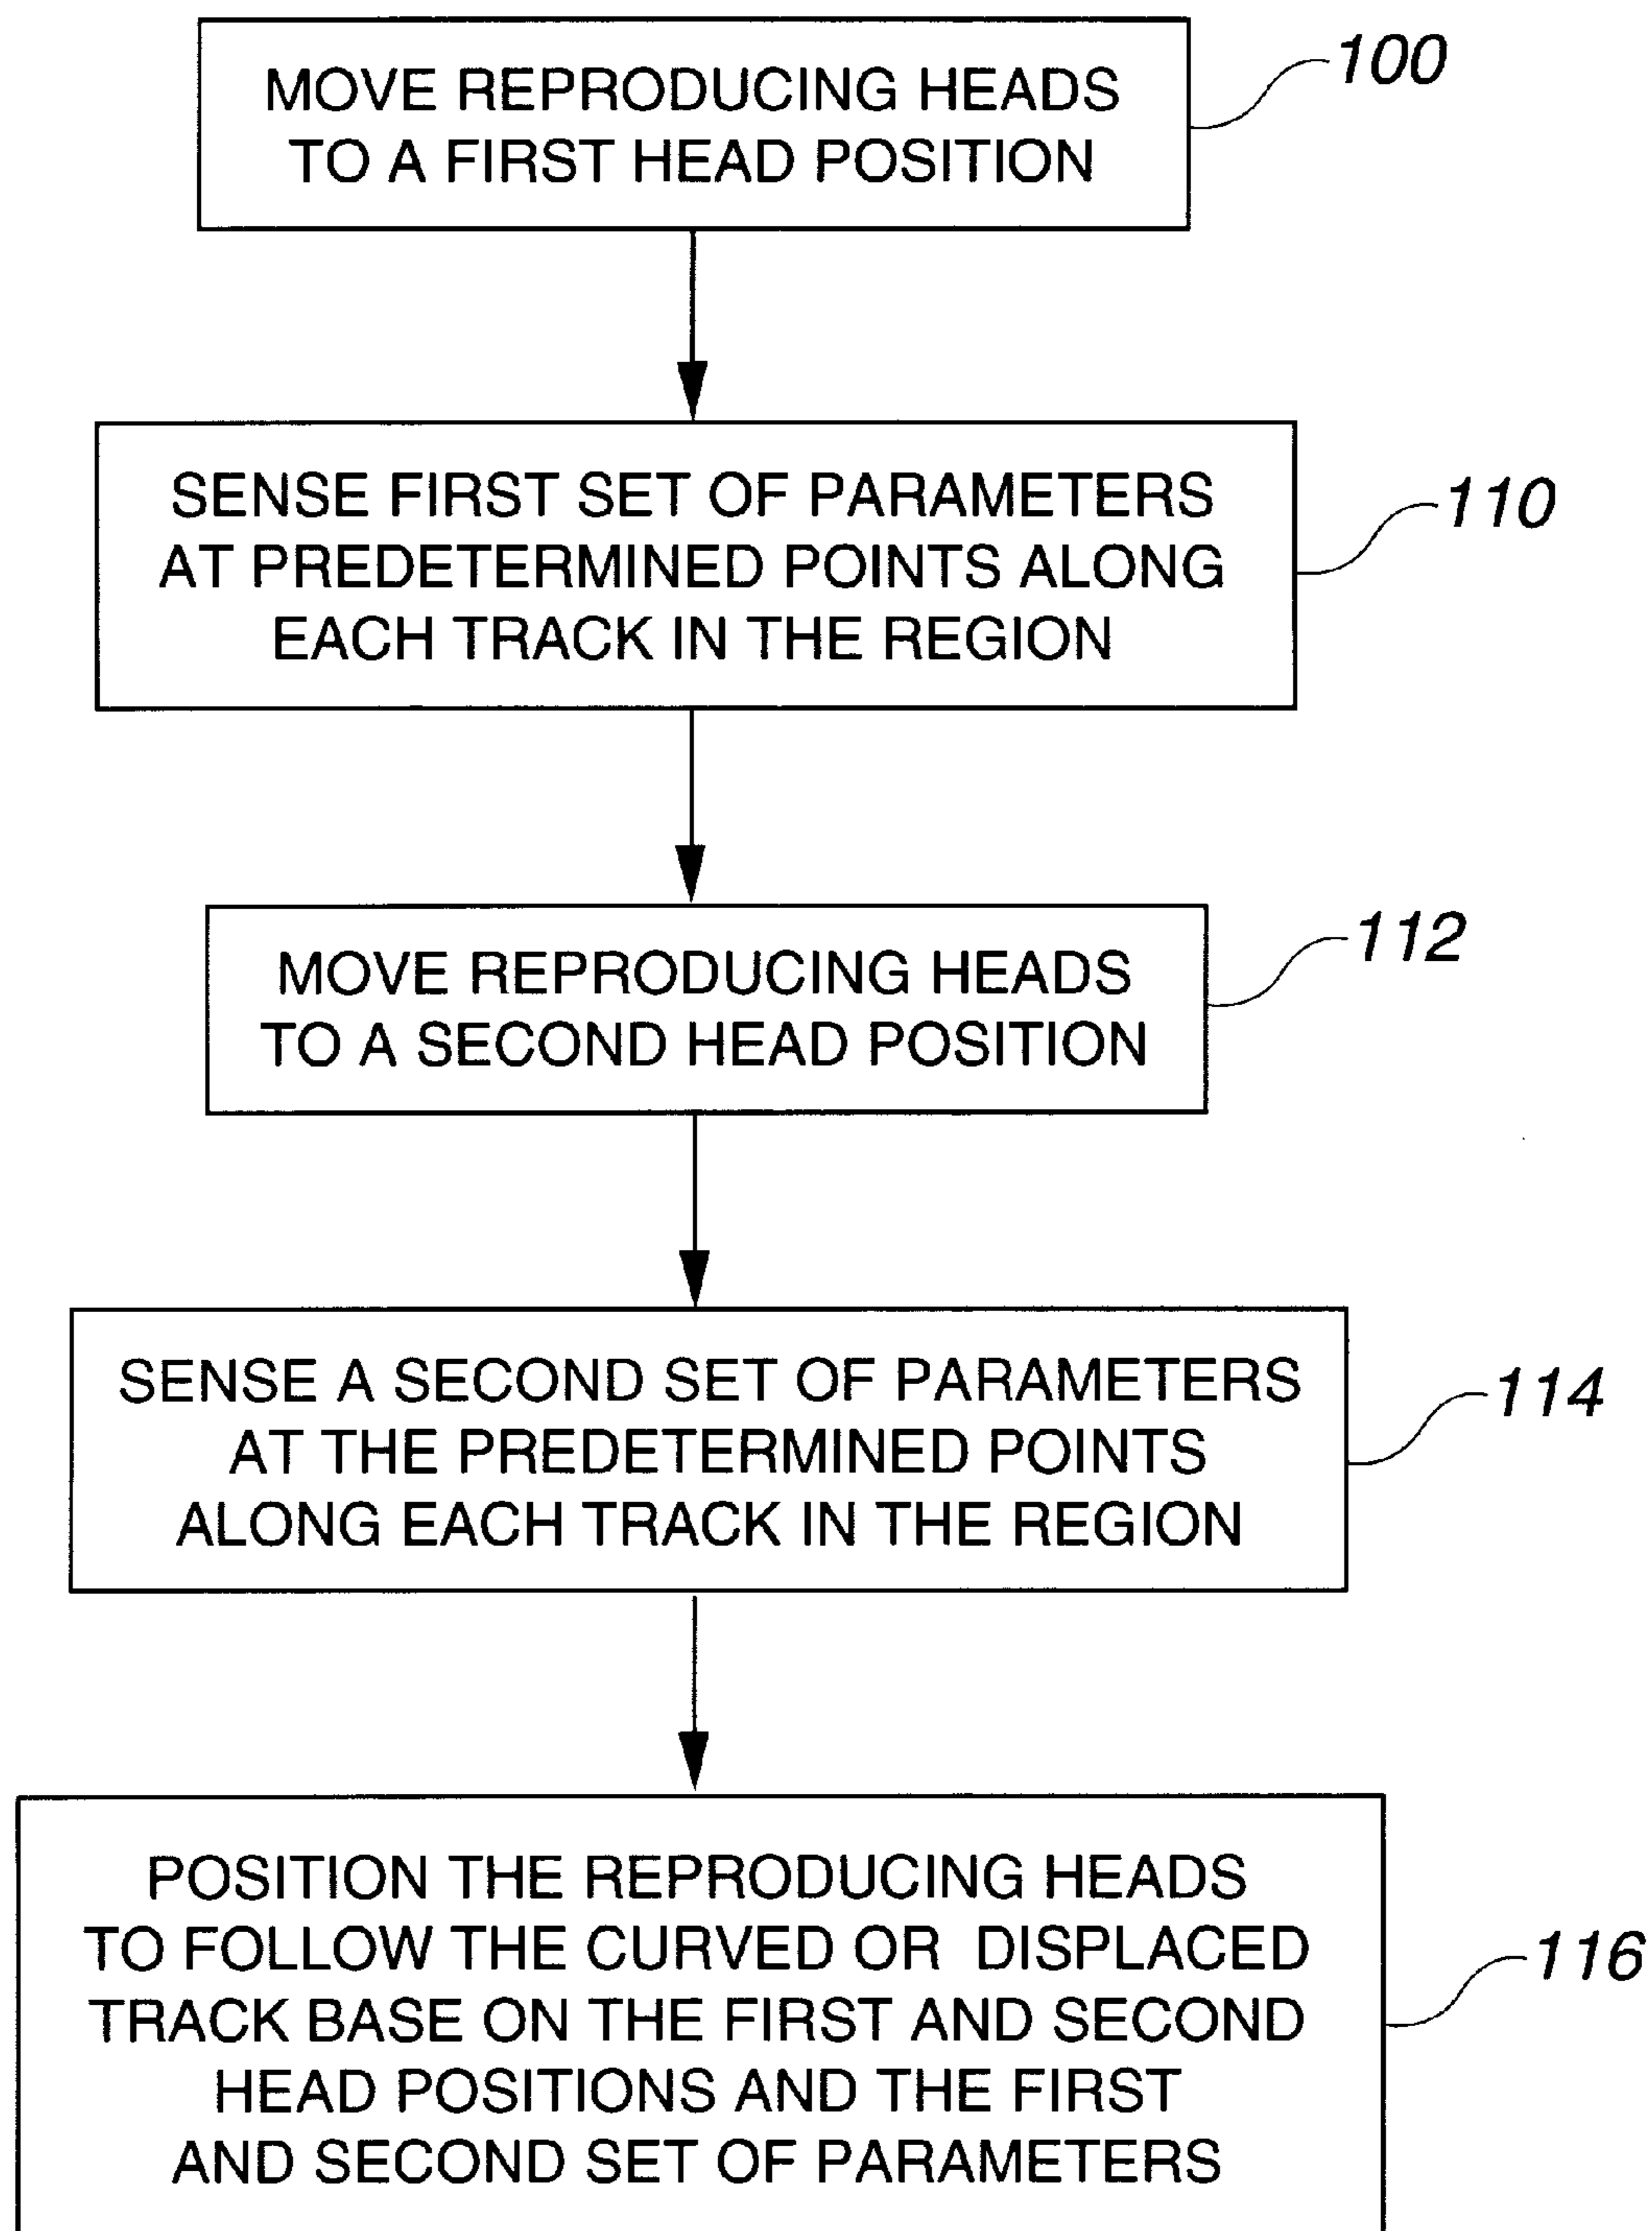 MOVE REPRODUCING HEADS
TO A FIRST HEAD POSITION
100
SENSE FIRST SET OF PARAMETERS
AT PREDETERMINED POINTS ALONG
EACH TRACK IN THE REGION
110
MOVE REPRODUCING HEADS
TO A SECOND HEAD POSITION
112
SENSE A SECOND SET OF PARAMETERS
AT THE PREDETERMINED POINTS
ALONG EACH TRACK IN THE REGION
114
POSITION THE REPRODUCING HEADS
TO FOLLOW THE CURVED OR DISPLACED
TRACK BASE ON THE FIRST AND SECOND
HEAD POSITIONS AND THE FIRST
AND SECOND SET OF PARAMETERS
116